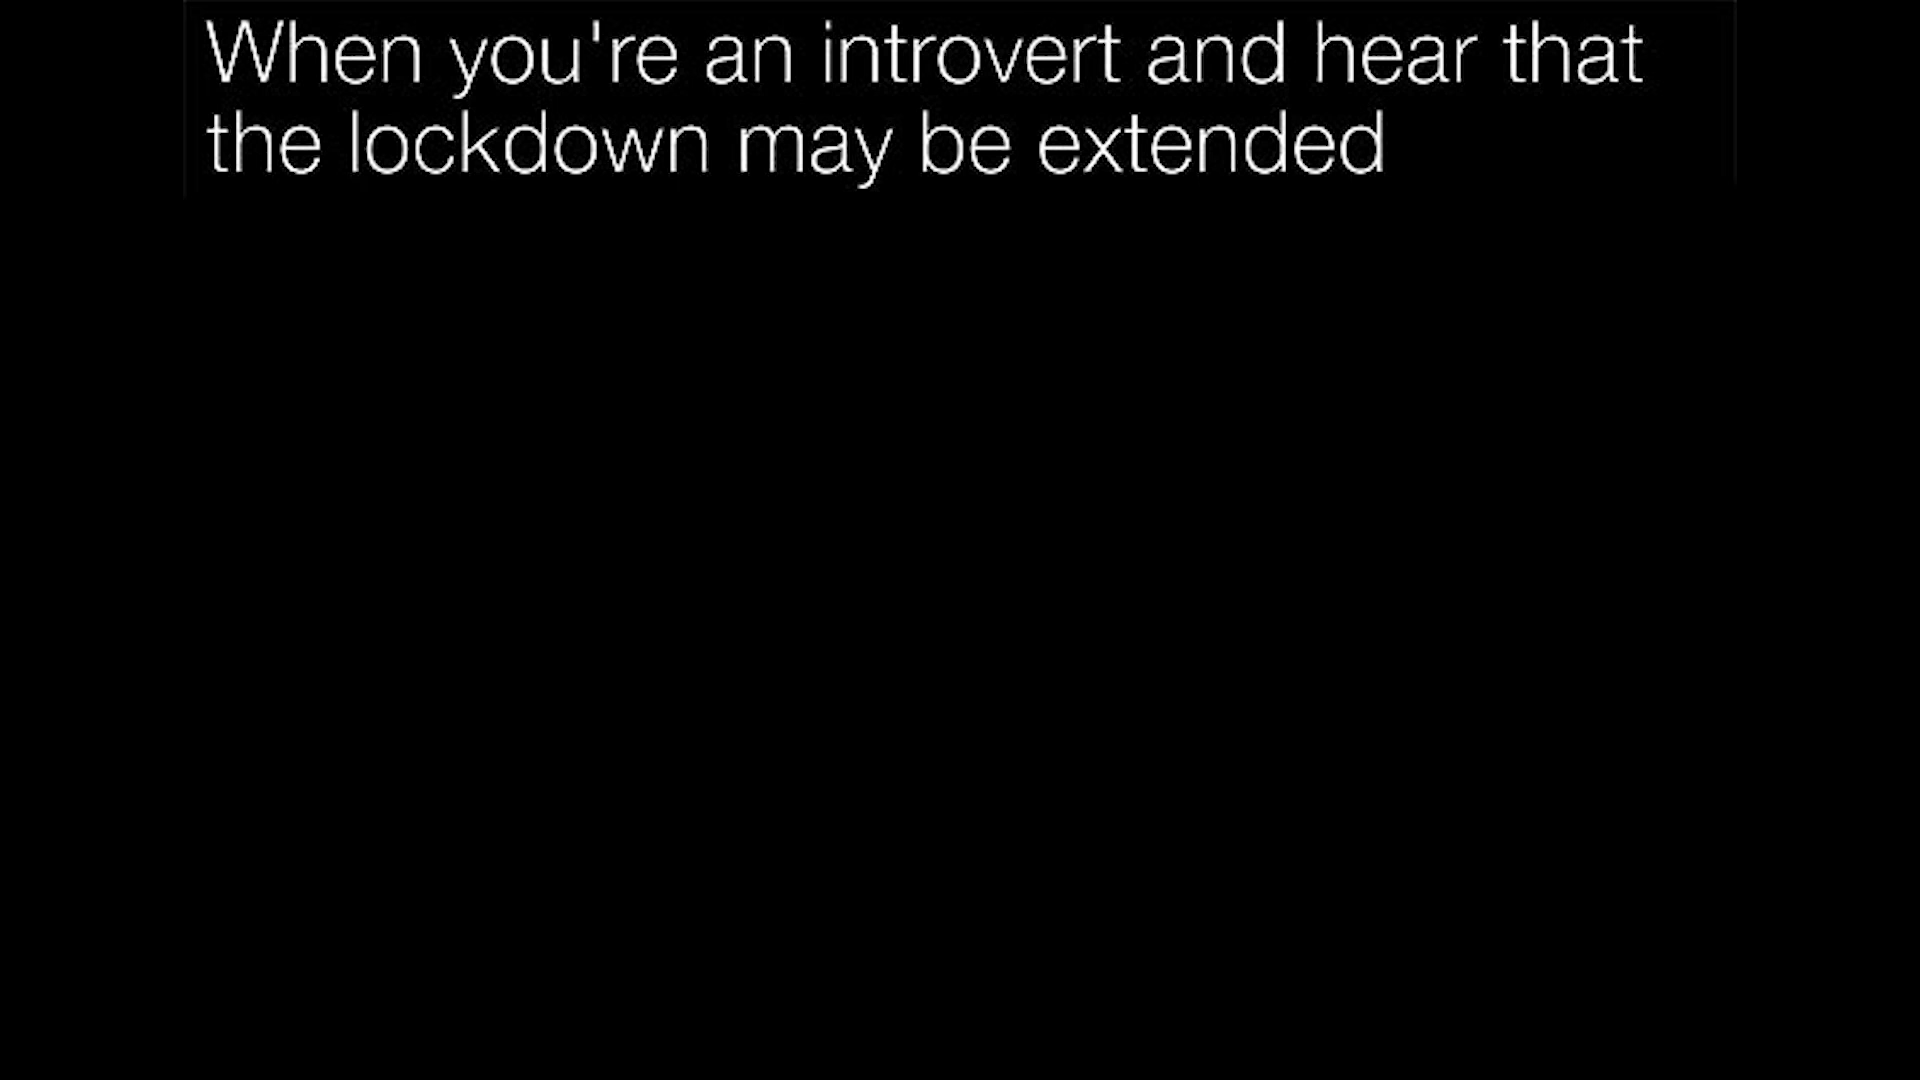 When you're an introvert and hear that
the lockdown may be extended